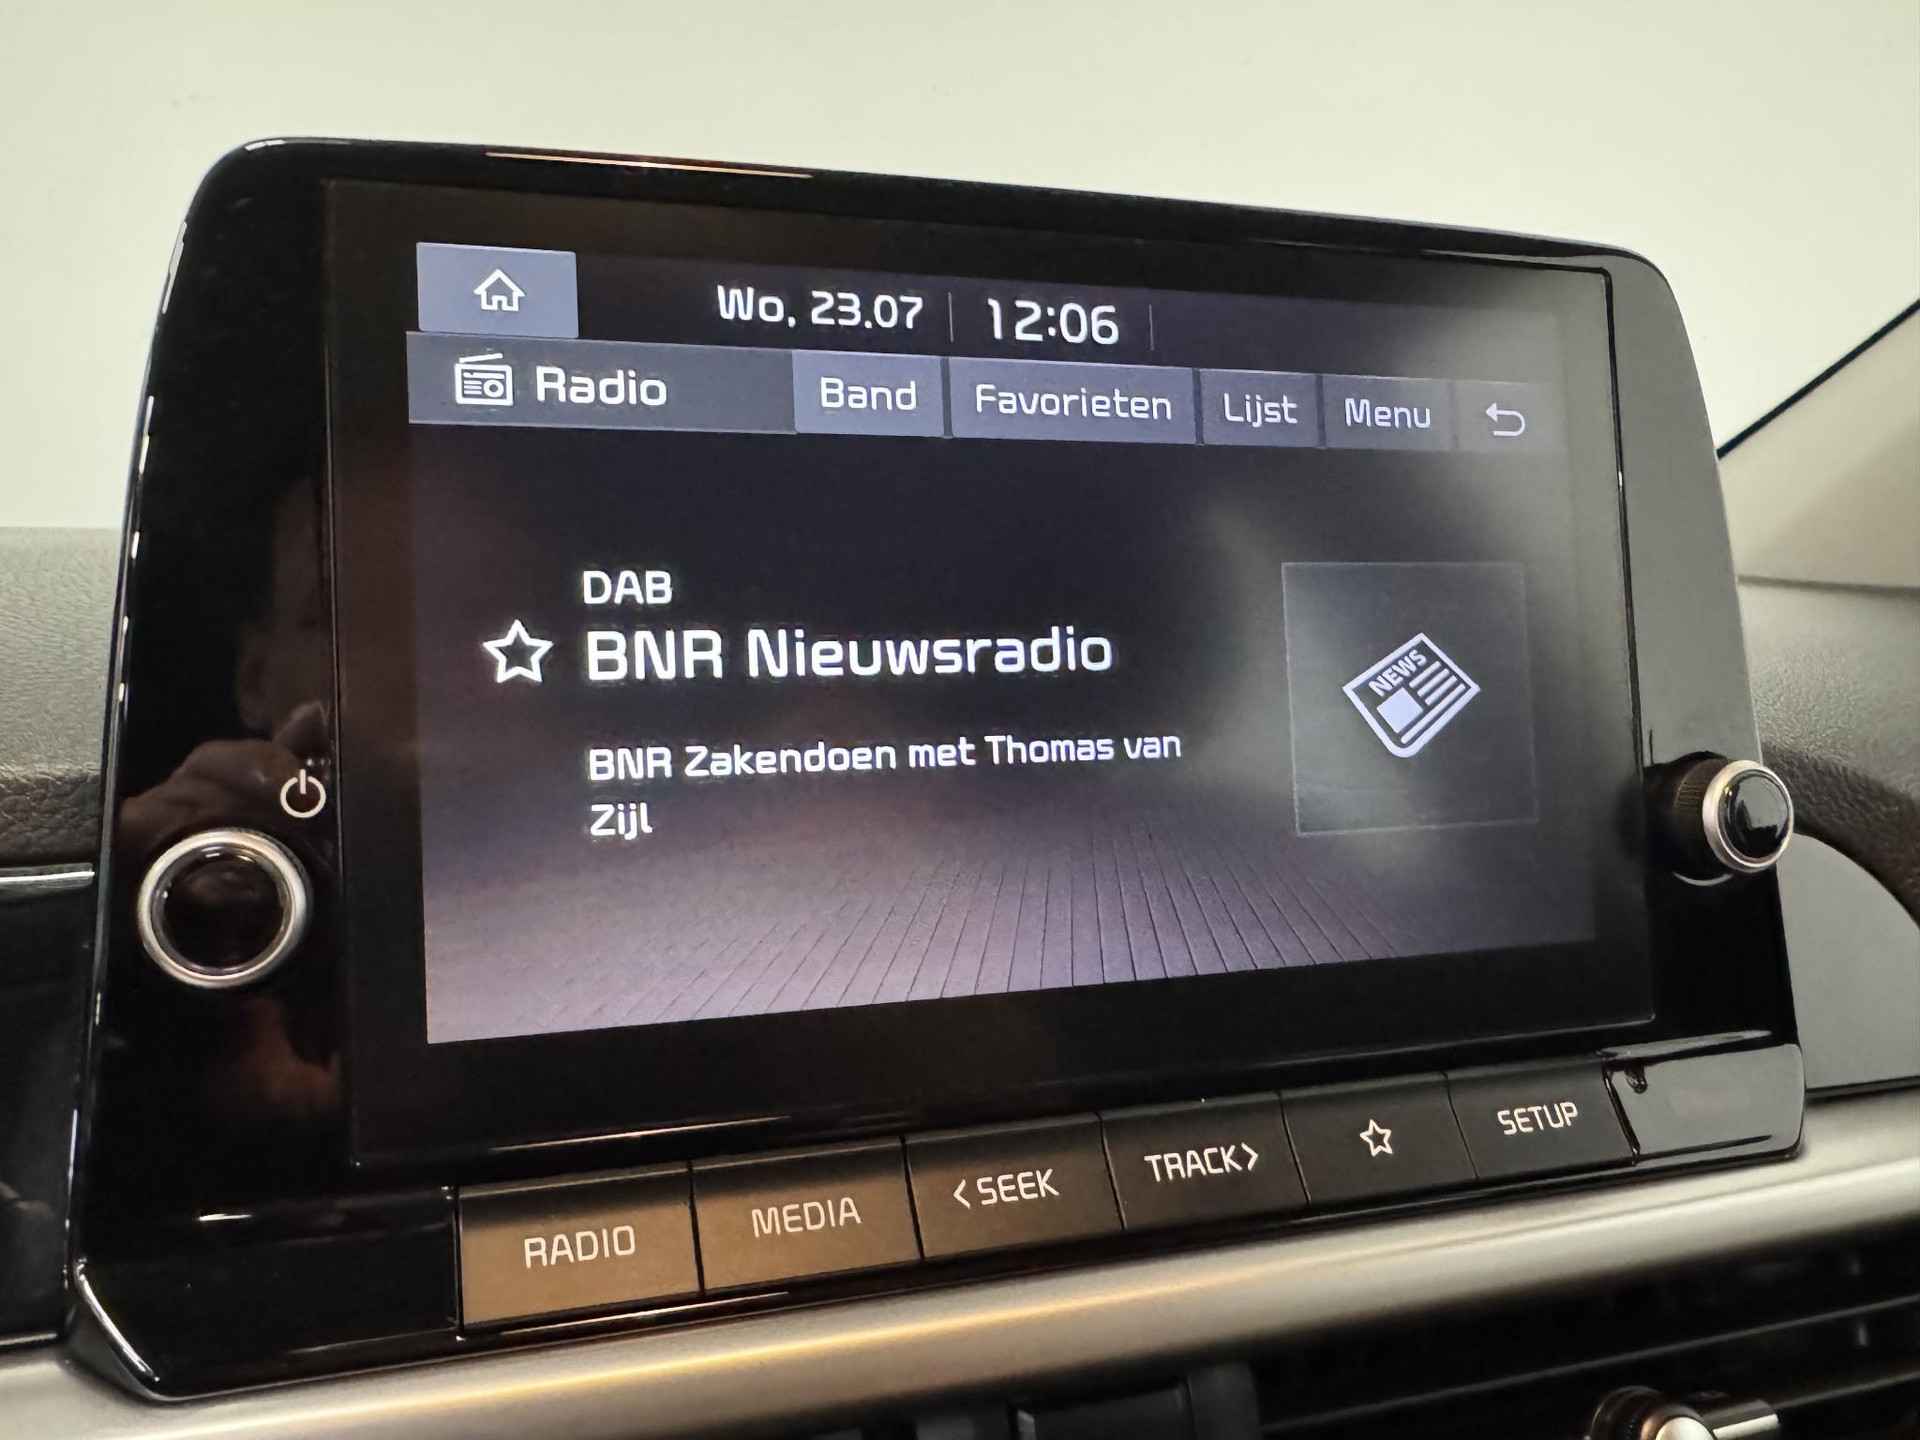 Wo, 23.07 12:06
Radio Band Favorieten Lijst Menu
DAB
BNR Nieuwsradio
NEWS
BNR Zakendoen met Thomas van
Zijl
RADIO MEDIA <SEEK TRACK> SETUP